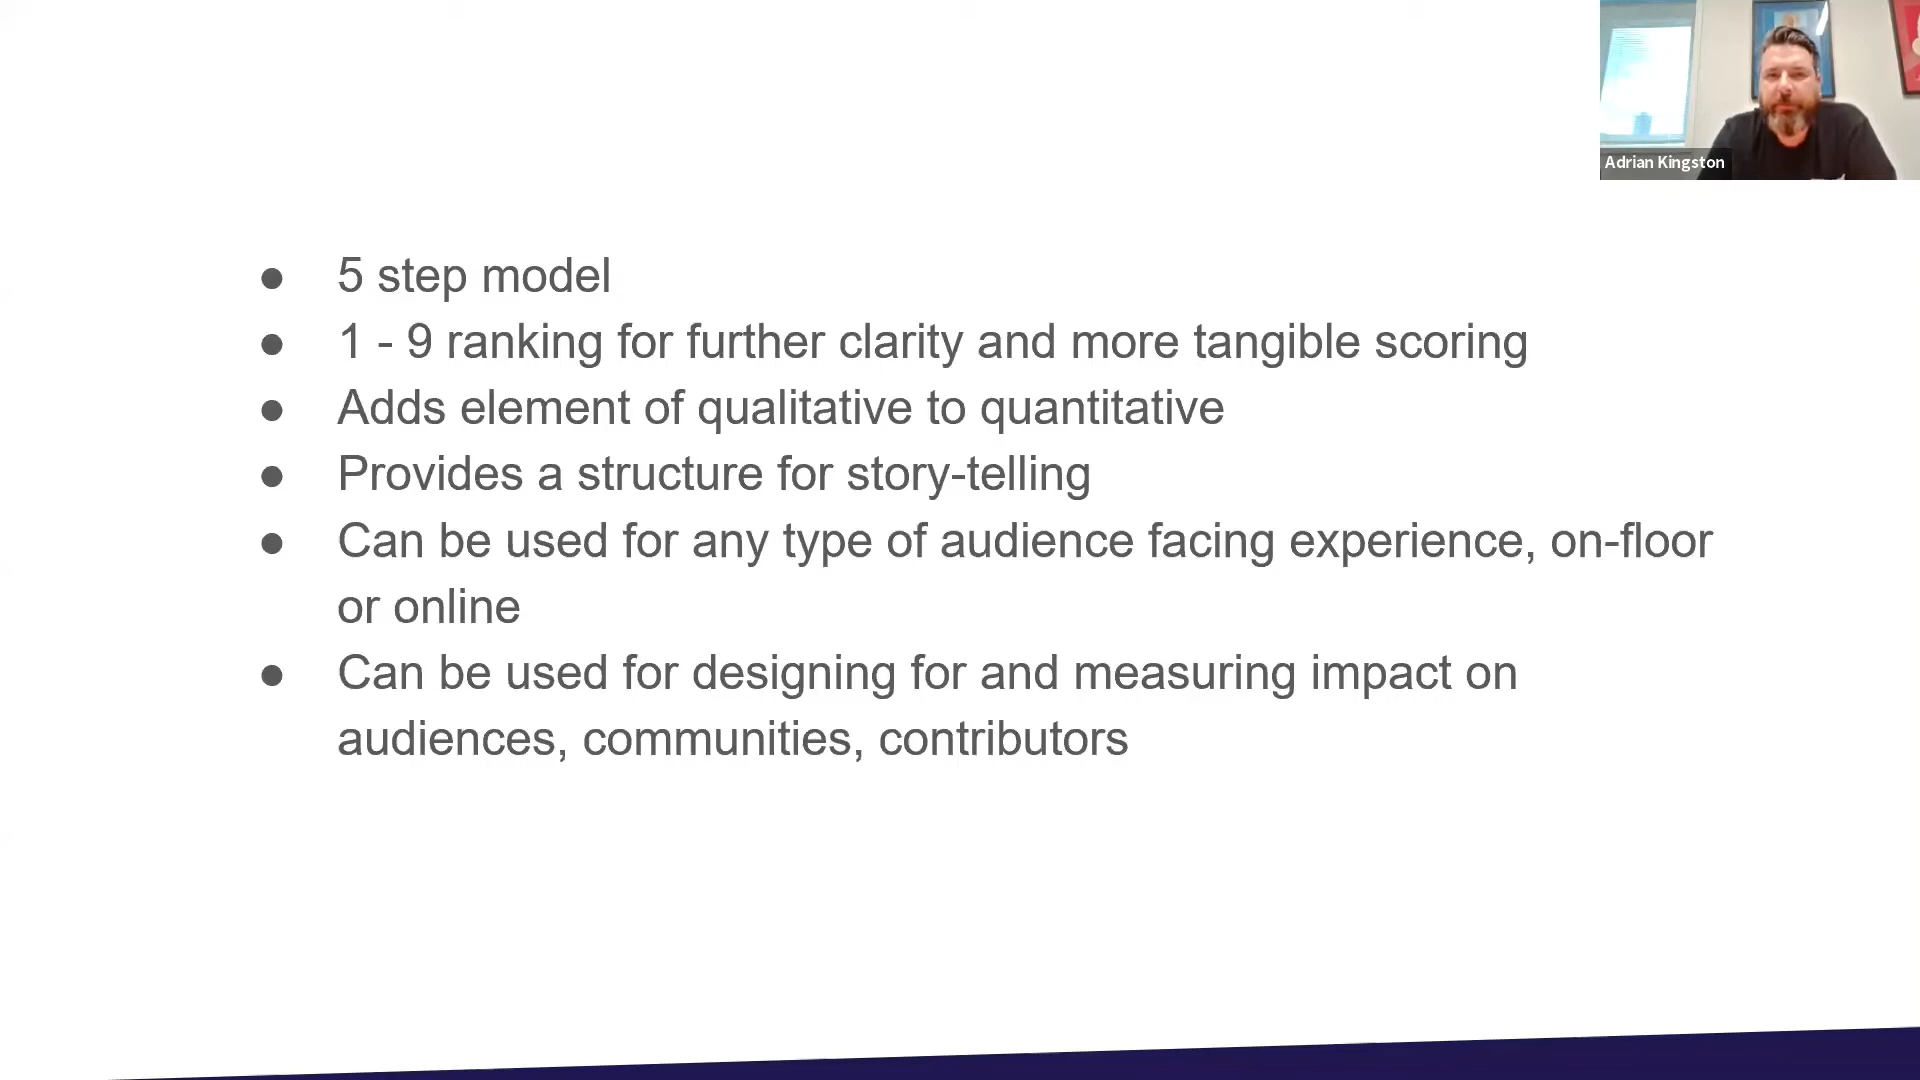 Adrian Kingston
● 5 step model
● 1 - 9 ranking for further clarity and more tangible scoring
● Adds element of qualitative to quantitative
● Provides a structure for story-telling
● Can be used for any type of audience facing experience, on-floor
or online
● Can be used for designing for and measuring impact on
audiences, communities, contributors